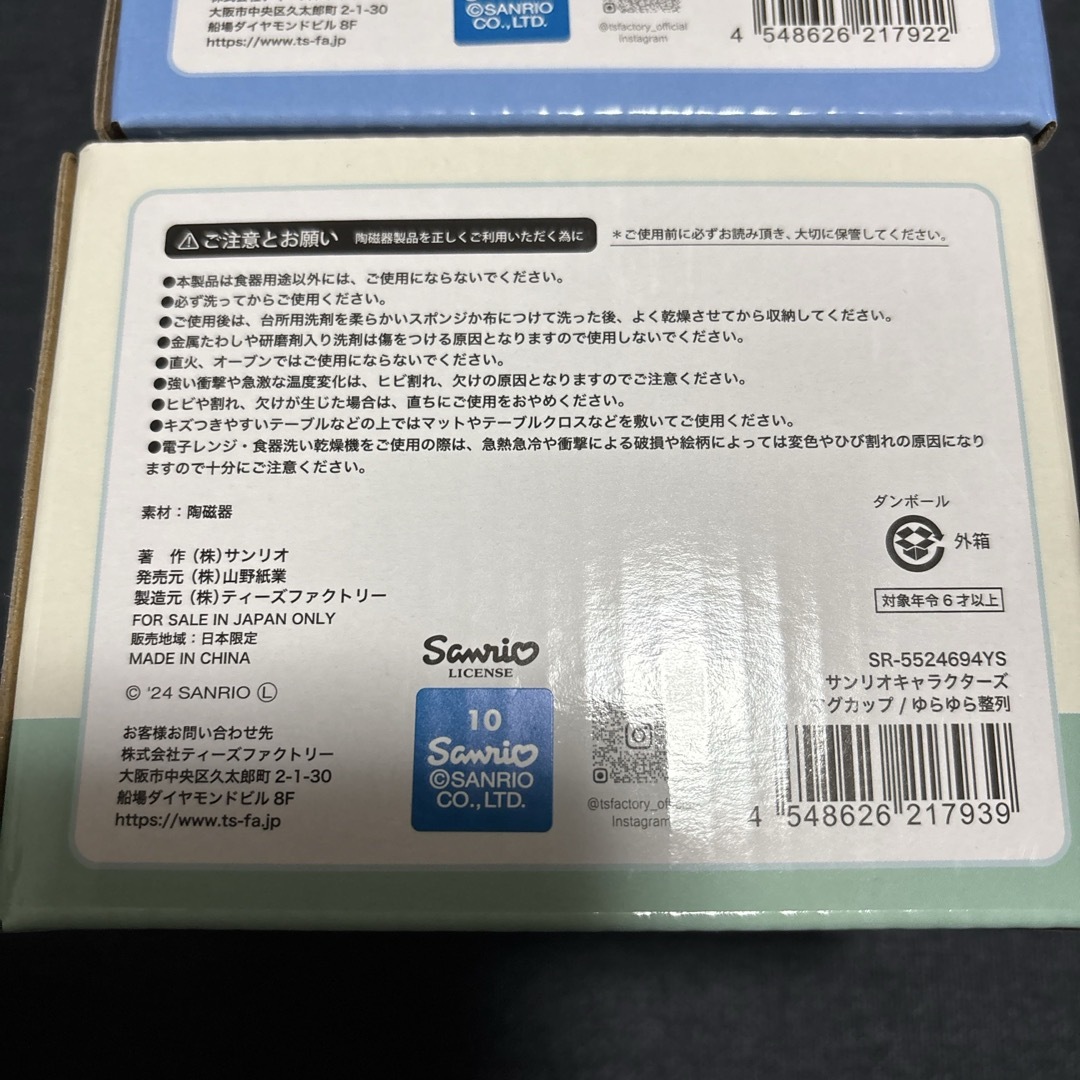 大阪市中央区久太郎町 2-1-30
船場ダイヤモンドビル 8F
https://www.ts-fa.jp
©SANRIO
CO.,LTD.
@tsfactory_official
Instagram
4 548626 217922
ご注意とお願い 陶磁器製品を正しくご利用いただく為に
＊ご使用前に必ずお読み頂き、大切に保管してください。
●本製品は食器用途以外には、ご使用にならないでください。
●必ず洗ってからご使用ください。
●ご使用後は、台所用洗剤を柔らかいスポンジか布につけて洗った後、よく乾燥させてから収納してください。
●金属たわしや研磨剤入り洗剤は傷をつける原因となりますので使用しないでください。
●直火、オーブンではご使用にならないでください。
●強い衝撃や急激な温度変化は、ヒビ割れ、欠けの原因となりますのでご注意ください。
●ヒビや割れ、欠けが生じた場合は、直ちにご使用をおやめください。
●キズつきやすいテーブルなどの上ではマットやテーブルクロスなどを敷いてご使用ください。
●電子レンジ・食器洗い乾燥機をご使用の際は、急熱急冷や衝撃による破損や絵柄によっては変色やひび割れの原因になり
ますので十分にご注意ください。
素材：陶磁器
著　作（株）サンリオ
発売元（株）山野紙業
製造元（株）ティーズファクトリー
FOR SALE IN JAPAN ONLY
販売地域：日本限定
MADE IN CHINA
© '24 SANRIO Ⓛ
お客様お問い合わせ先
株式会社ティーズファクトリー
大阪市中央区久太郎町 2-1-30
船場ダイヤモンドビル 8F
https://www.ts-fa.jp
Sanrio
LICENSE
10
Sanrio
©SANRIO
CO.,LTD.
ダンボール
外箱
対象年令6才以上
SR-5524694YS
サンリオキャラクターズ
グカップ / ゆらゆら整列
@tsfactory_of
Instagram
4 548626 217939